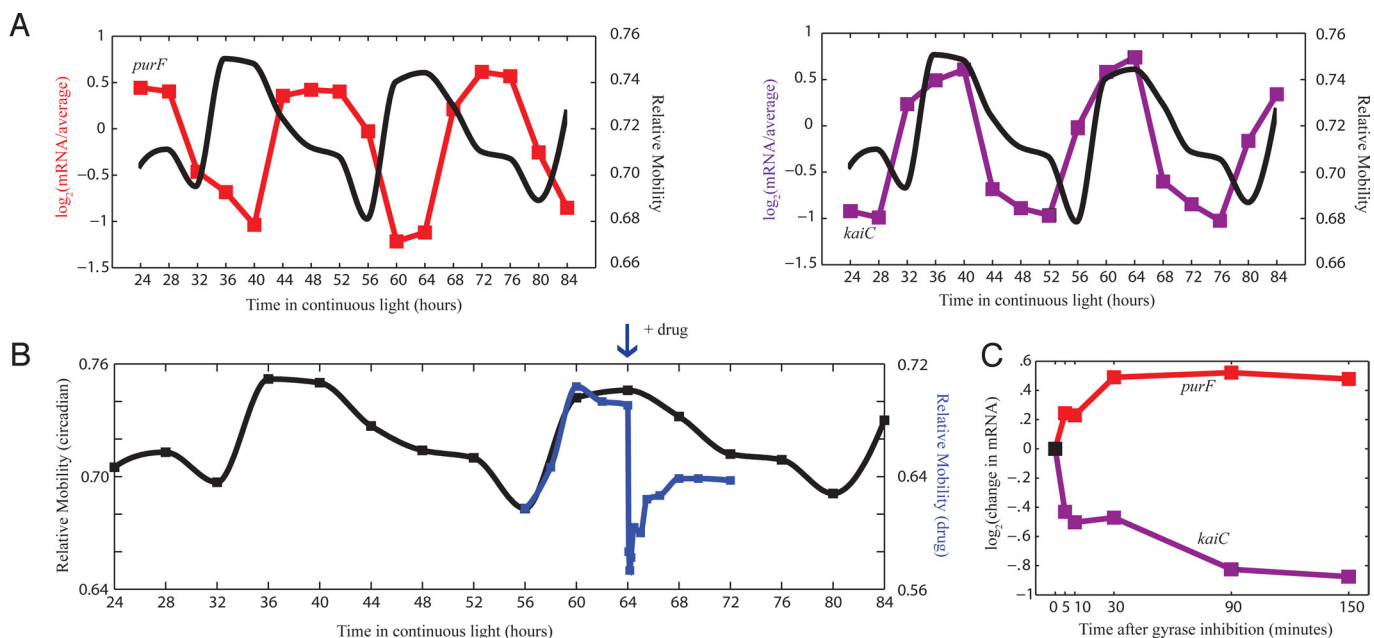 A
log₂(mRNA/average)
1
0.5
0
−0.5
−1
−1.5
purF
0.76
0.74
0.72
0.70
0.68
0.66
Relative Mobility
24 28 32 36 40 44 48 52 56 60 64 68 72 76 80 84
Time in continuous light (hours)
log₂(mRNA/average)
1
0.5
0
−0.5
−1
−1.5
kaiC
0.76
0.74
0.72
0.70
0.68
0.66
Relative Mobility
24 28 32 36 40 44 48 52 56 60 64 68 72 76 80 84
Time in continuous light (hours)
B
+ drug
Relative Mobility (circadian)
0.76
0.70
0.64
0.72
0.64
0.56
Relative Mobility
(drug)
24 28 32 36 40 44 48 52 56 60 64 68 72 76 80 84
Time in continuous light (hours)
C
log₂(change in mRNA)
.6
.4
.2
0
−.2
−.4
−.6
−.8
−1
purF
kaiC
0 5 10 30 90 150
Time after gyrase inhibition (minutes)